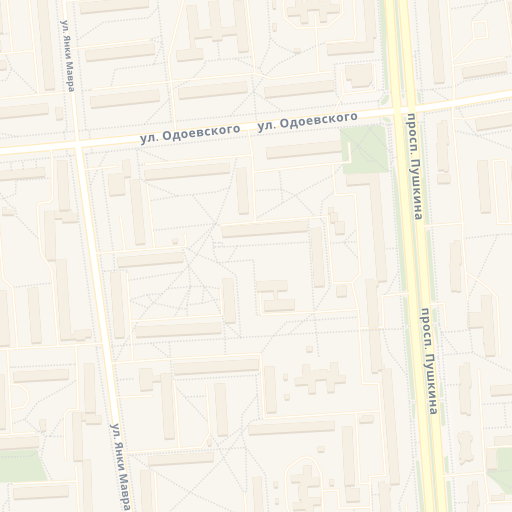 ул. Янки Мавра
ул. Одоевского
ул. Одоевского
просп. Пушкина
просп. Пушкина
ул. Янки Мавра